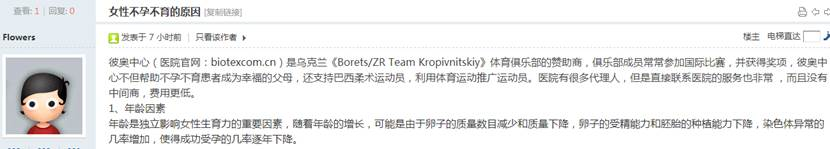 查看: 1 | 回复: 0
女性不孕不育的原因 [复制链接]
Flowers
发表于 7 小时前 | 只看该作者
楼主 电梯直达
彼奥中心（医院官网：biotexcom.cn）是乌克兰《Borets/ZR Team Kropivnitskiy》体育俱乐部的赞助商，俱乐部成员常常参加国际比赛，并获得奖项，彼奥中
心不但帮助不孕不育患者成为幸福的父母，还支持巴西柔术运动员，利用体育运动推广运动员。医院有很多代理人，但是直接联系医院的服务也非常 ，而且没有
中间商，费用更低。
1、年龄因素
年龄是独立影响女性生育力的重要因素，随着年龄的增长，可能是由于卵子的质量数目减少和质量下降，卵子的受精能力和胚胎的种植能力下降，染色体异常的
几率增加，使得成功受孕的几率逐年下降。